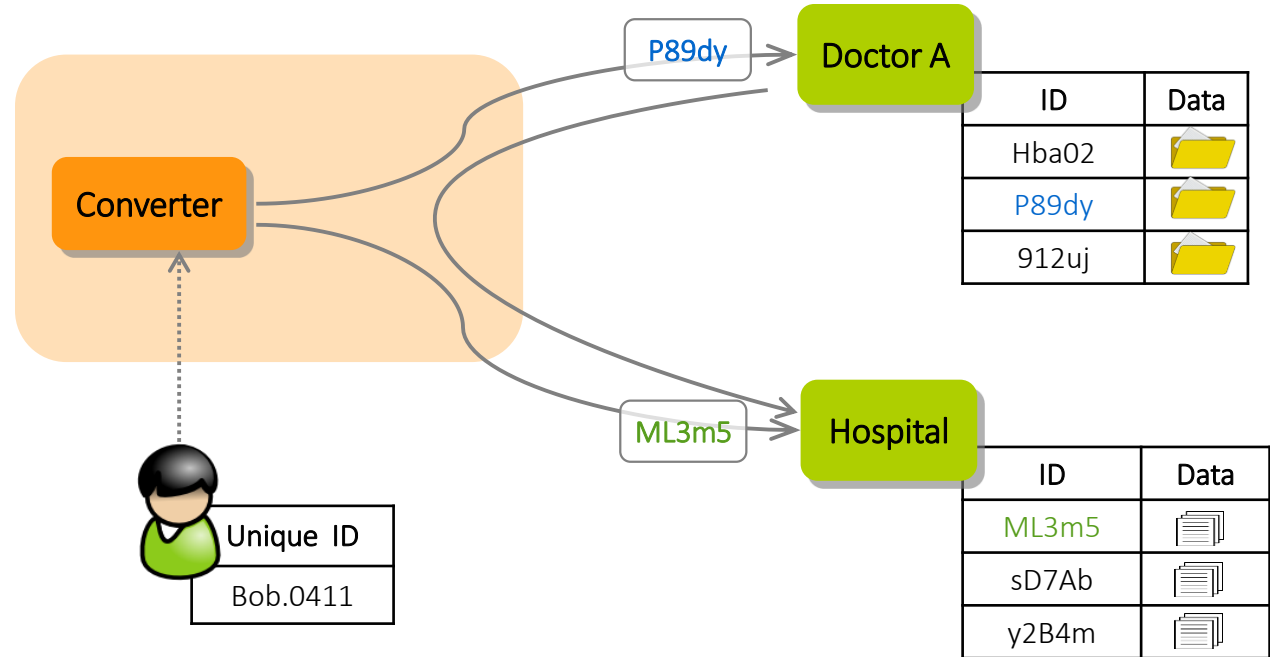 P89dy
Doctor A
ID Data
Hba02
P89dy
912uj
Converter
ML3m5
Hospital
ID Data
ML3m5
sD7Ab
y2B4m
Unique ID
Bob.0411